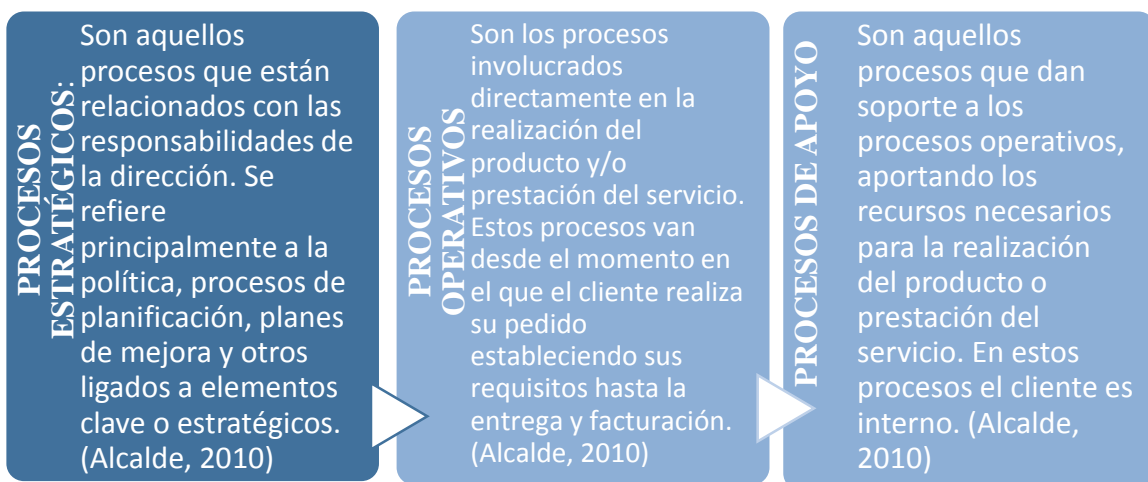 PROCESOS
ESTRATÉGICOS:
Son aquellos
procesos que están
relacionados con las
responsabilidades de
la dirección. Se
refiere
principalmente a la
política, procesos de
planificación, planes
de mejora y otros
ligados a elementos
clave o estratégicos.
(Alcalde, 2010)
PROCESOS
OPERATIVOS
Son los procesos
involucrados
directamente en la
realización del
producto y/o
prestación del servicio.
Estos procesos van
desde el momento en
el que el cliente realiza
su pedido
estableciendo sus
requisitos hasta la
entrega y facturación.
(Alcalde, 2010)
PROCESOS DE APOYO
Son aquellos
procesos que dan
soporte a los
procesos operativos,
aportando los
recursos necesarios
para la realización
del producto o
prestación del
servicio. En estos
procesos el cliente es
interno. (Alcalde,
2010)